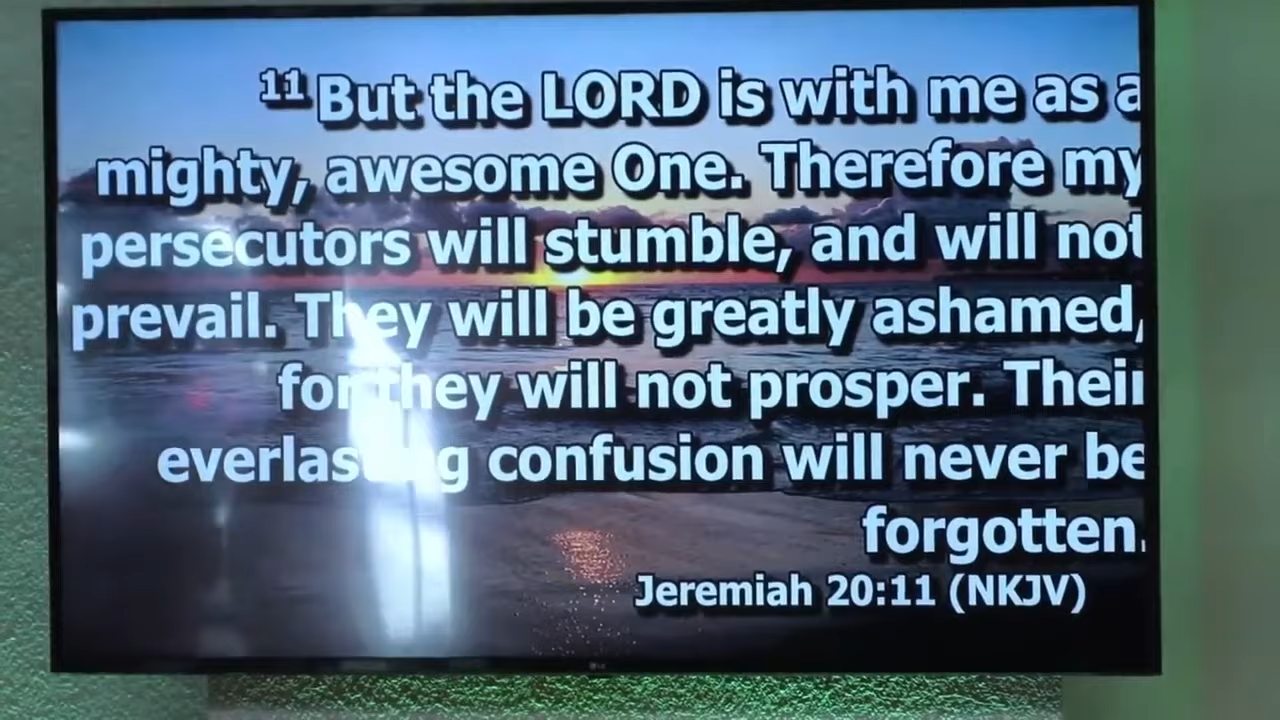 11 But the LORD is with me as a
mighty, awesome One. Therefore my
persecutors will stumble, and will not
prevail. They will be greatly ashamed,
for they will not prosper. Their
everlasting confusion will never be
forgotten.
Jeremiah 20:11 (NKJV)
LG